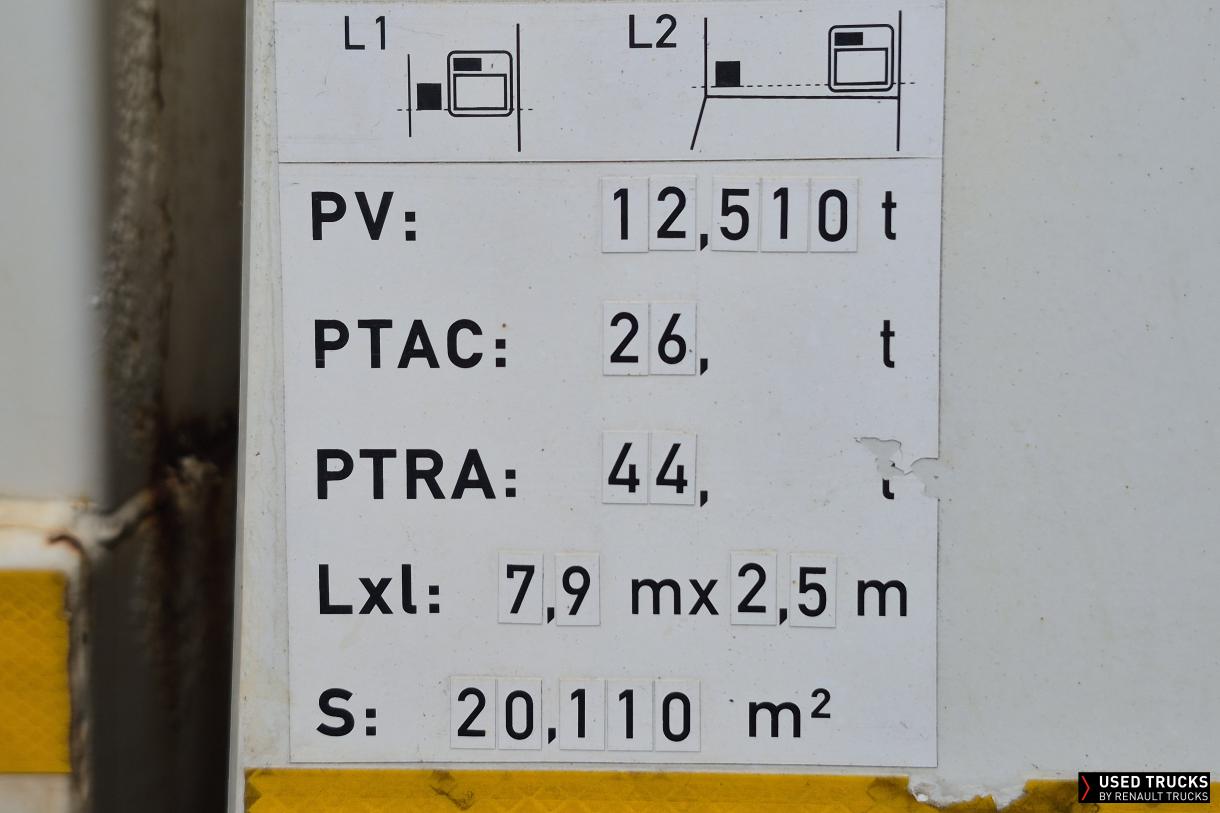 L1 L2
PV: 12,510 t
PTAC: 26, t
PTRA: 44, t
Lxl: 7,9 mx 2,5 m
S: 20,110 m²
USED TRUCKS
BY RENAULT TRUCKS